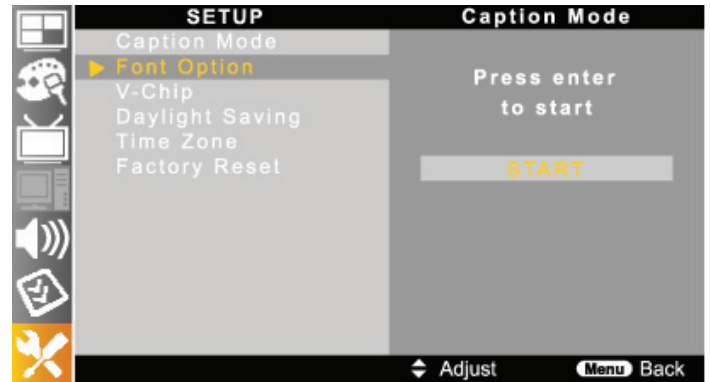 SETUP
Caption Mode
Font Option
V-Chip
Daylight Saving
Time Zone
Factory Reset
Caption Mode
Press enter
to start
START
Adjust
Menu Back